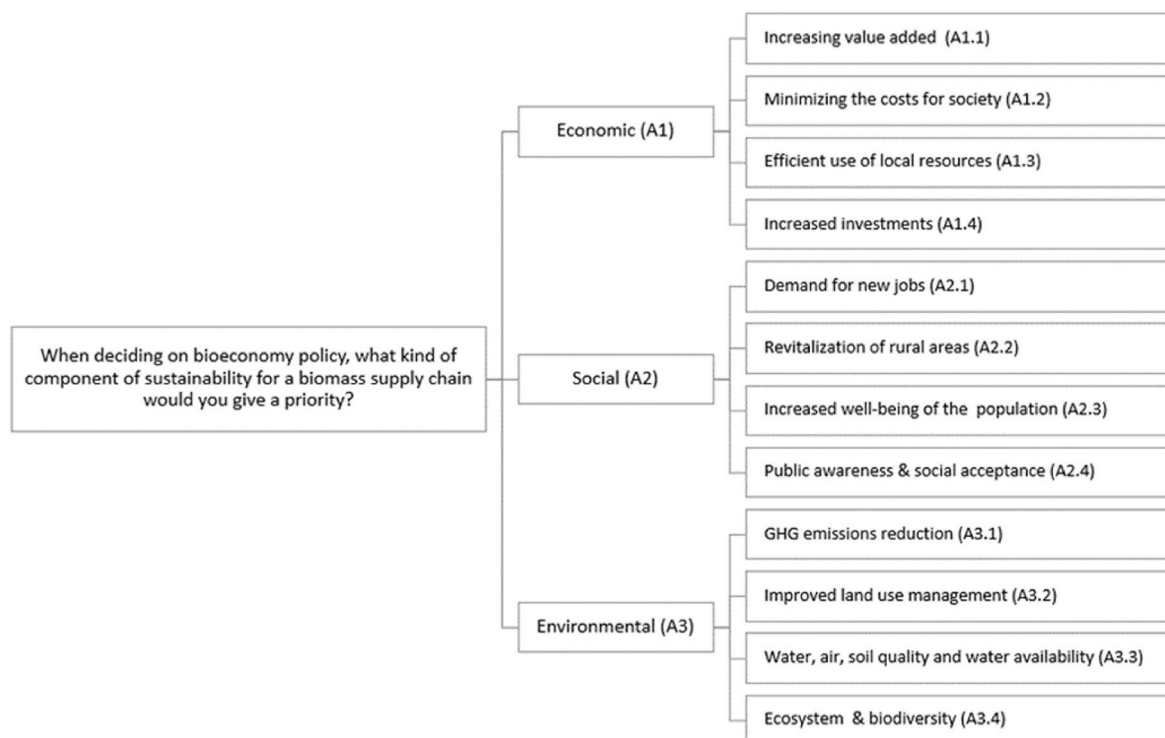 When deciding on bioeconomy policy, what kind of
component of sustainability for a biomass supply chain
would you give a priority?
Economic (A1)
Increasing value added (A1.1)
Minimizing the costs for society (A1.2)
Efficient use of local resources (A1.3)
Increased investments (A1.4)
Social (A2)
Demand for new jobs (A2.1)
Revitalization of rural areas (A2.2)
Increased well-being of the population (A2.3)
Public awareness & social acceptance (A2.4)
Environmental (A3)
GHG emissions reduction (A3.1)
Improved land use management (A3.2)
Water, air, soil quality and water availability (A3.3)
Ecosystem & biodiversity (A3.4)